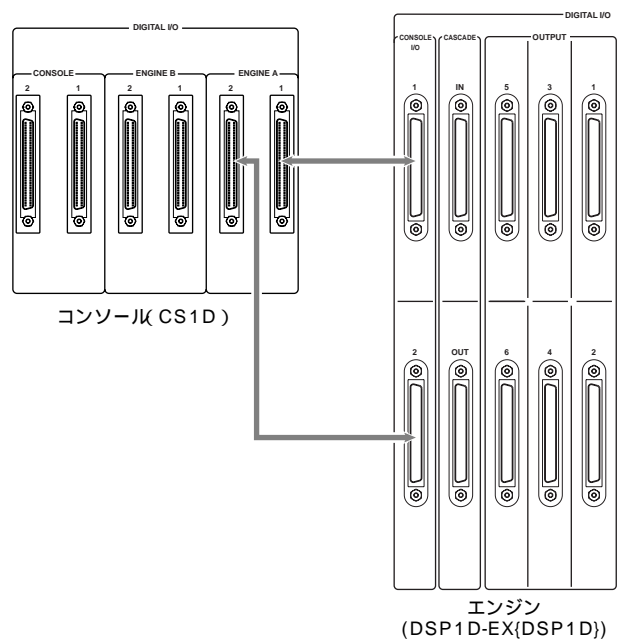 DIGITAL I/O
CONSOLE ENGINE B ENGINE A
2 1 2 1 2 1
コンソール(CS1D)
DIGITAL I/O
CONSOLE I/O
CASCADE
OUTPUT
1 IN 5 3 1
2 OUT 6 4 2
エンジン
(DSP1D-EX{DSP1D})